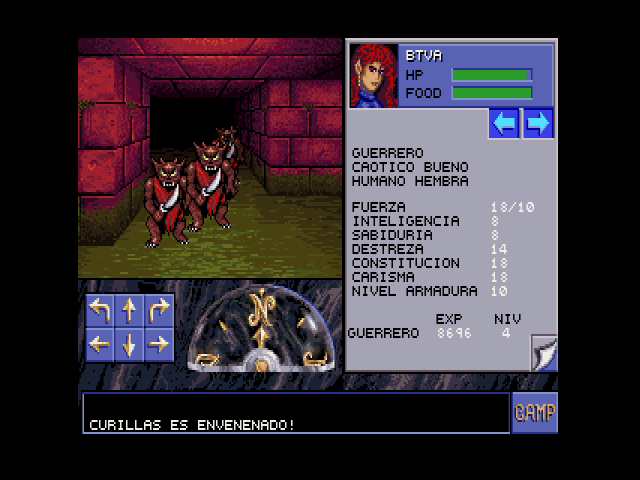 BTVA
HP
FOOD
GUERRERO
CAOTICO BUENO
HUMANO HEMBRA
FUERZA 18/10
INTELIGENCIA 8
SABIDURIA 8
DESTREZA 14
CONSTITUCION 18
CARISMA 18
NIVEL ARMADURA 10
EXP NIV
GUERRERO 8696 4
N
CURILLAS ES ENVENENADO!
CAMP